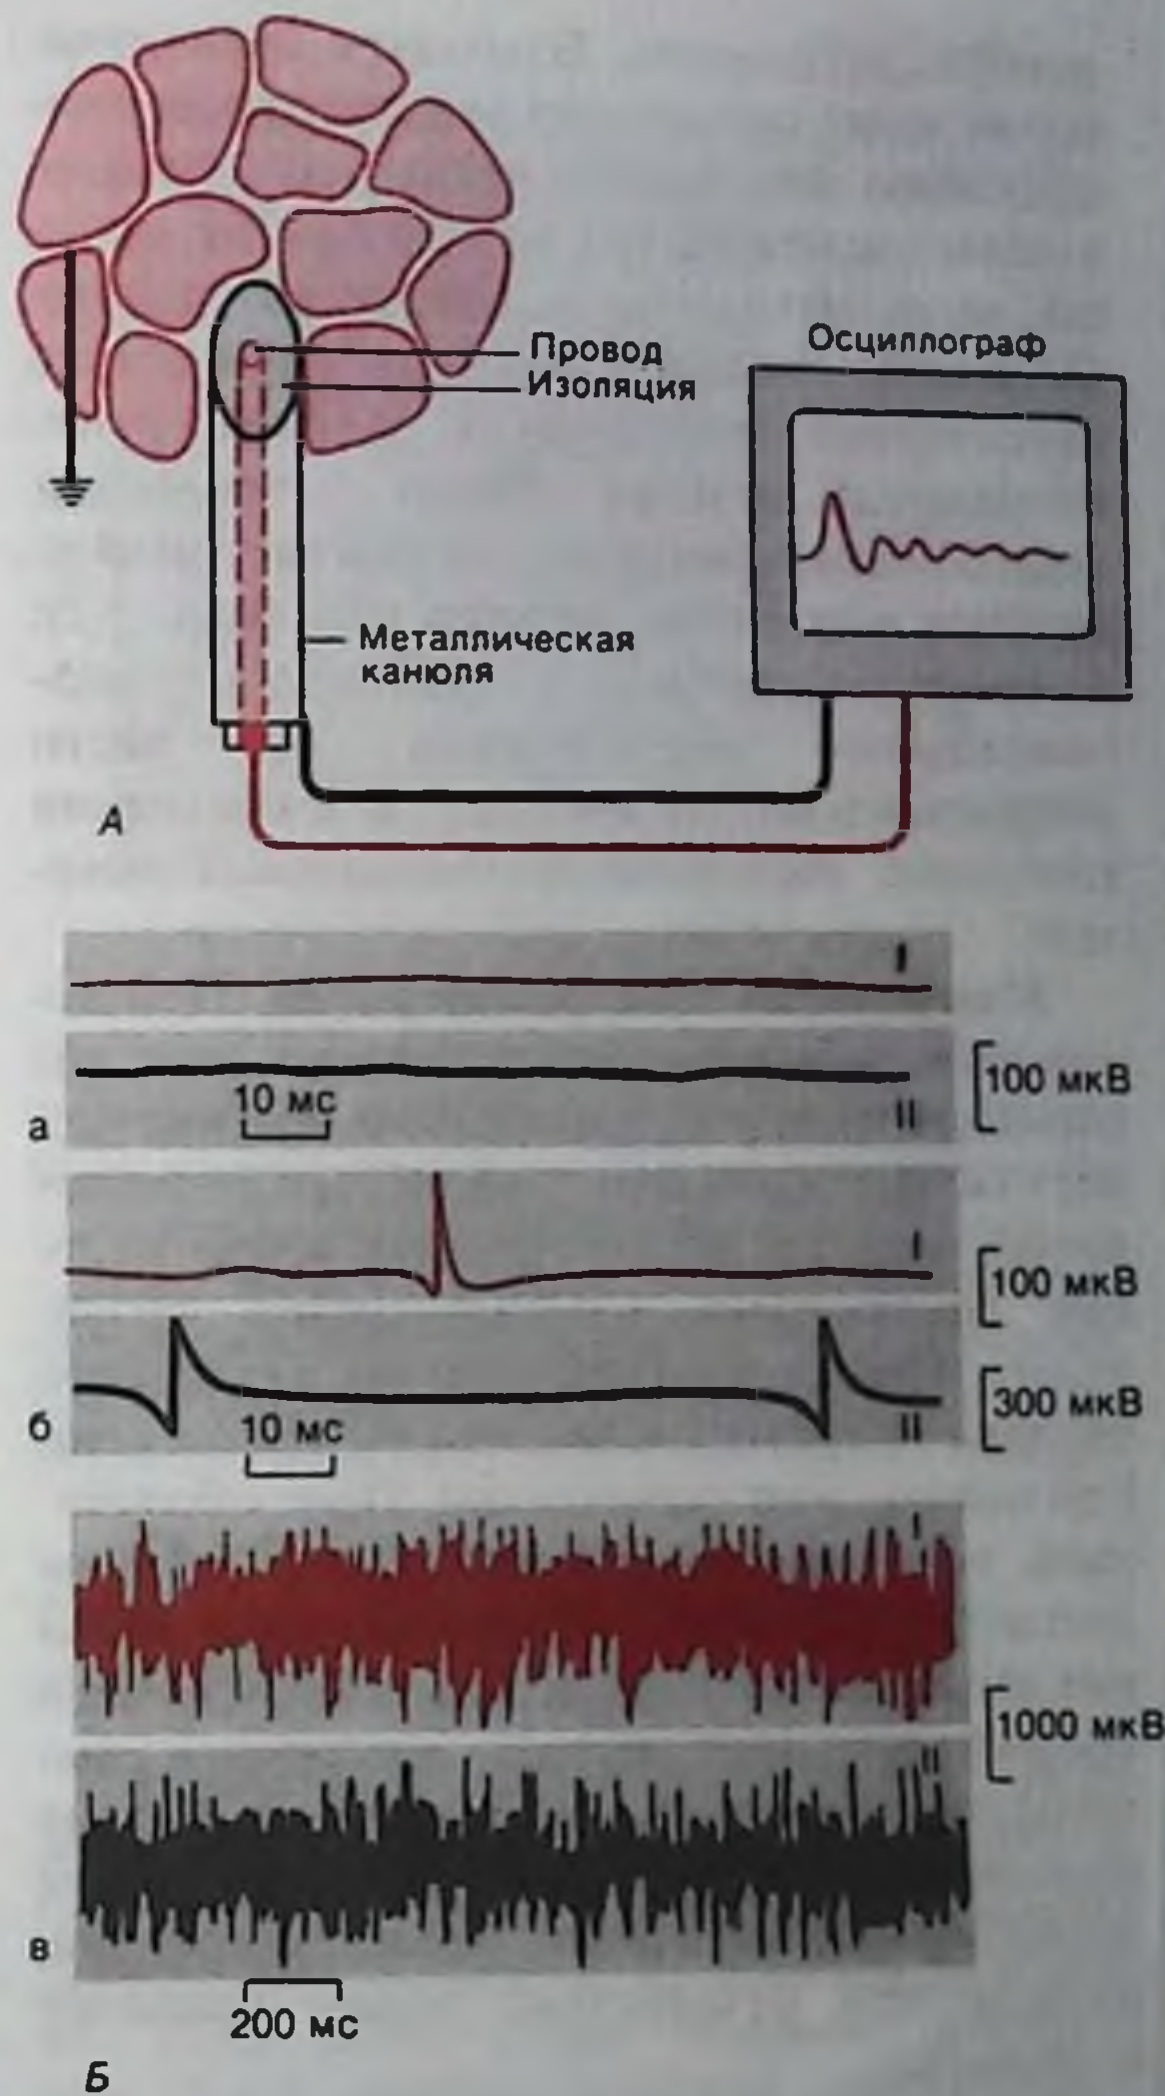 Осциллограф
Провод
Изоляция
Металлическая
канюля
А
I
100 мкВ
10 мс
II
а
I
100 мкВ
300 мкВ
10 мс
II
б
I
1000 мкВ
II
в
200 мс
Б